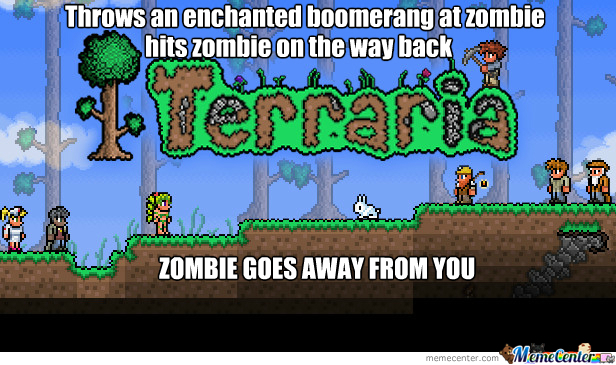 Throws an enchanted boomerang at zombie
hits zombie on the way back
Terraria
ZOMBIE GOES AWAY FROM YOU
memecenter.com MemeCenter